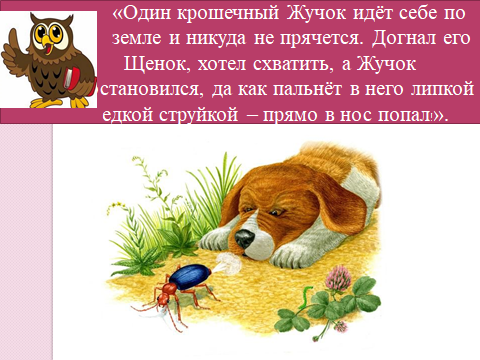 «Один крошечный Жучок идёт себе по
земле и никуда не прячется. Догнал его
Щенок, хотел схватить, а Жучок
становился, да как пальнёт в него липкой
едкой струйкой – прямо в нос попал!».